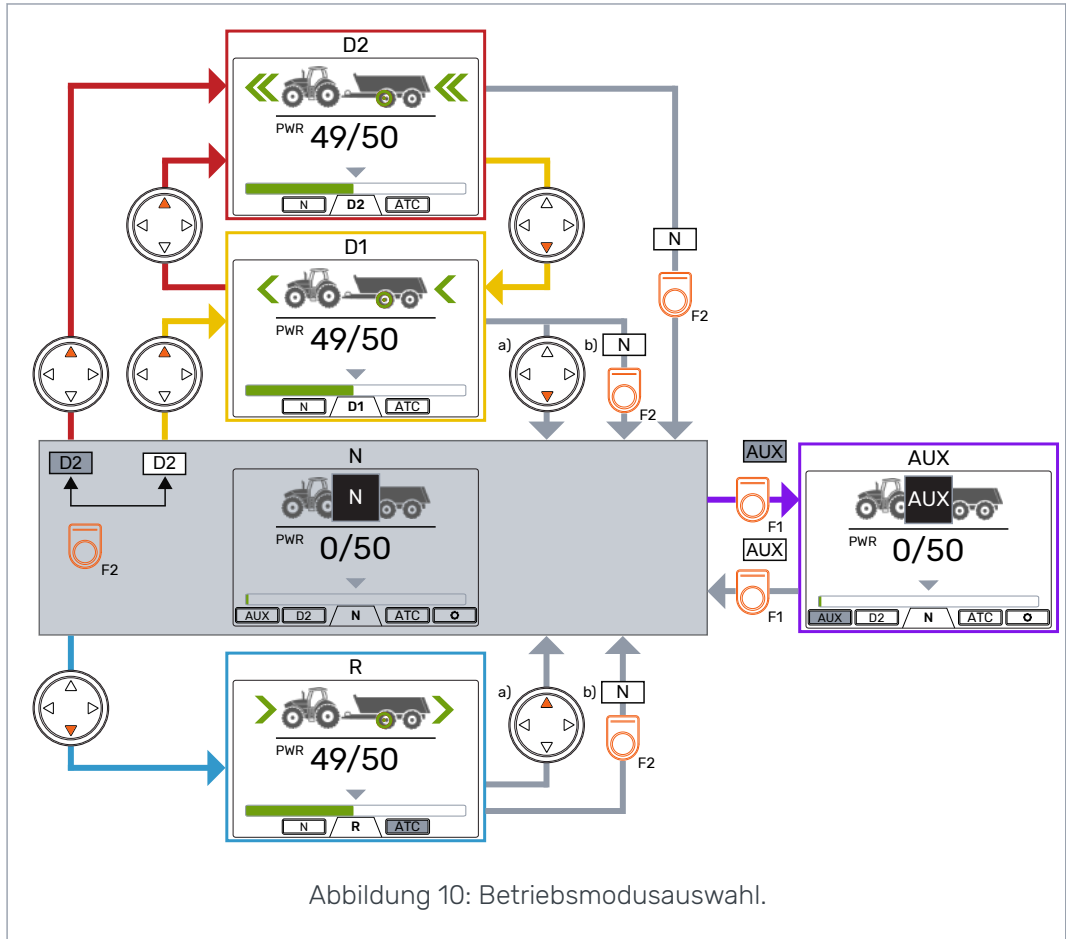 D2
PWR 49/50
N D2 ATC
D1
PWR 49/50
N D1 ATC
N
F2
a)
b) N
F2
D2 D2
F2
N
N
PWR 0/50
AUX D2 N ATC
AUX
F1
AUX
F1
AUX
AUX
PWR 0/50
AUX D2 N ATC
R
PWR 49/50
N R ATC
a)
b) N
F2
Abbildung 10: Betriebsmodusauswahl.